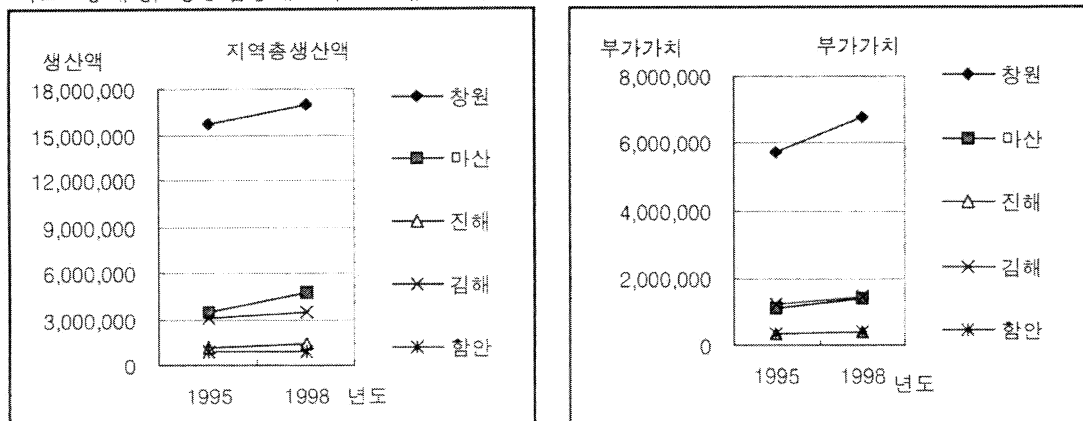 생산액
지역총생산액
18,000,000
15,000,000
12,000,000
9,000,000
6,000,000
3,000,000
0
1995 1998 년도
창원
마산
진해
김해
함안
부가가치
부가가치
8,000,000
6,000,000
4,000,000
2,000,000
0
1995 1998 년도
창원
마산
진해
김해
함안